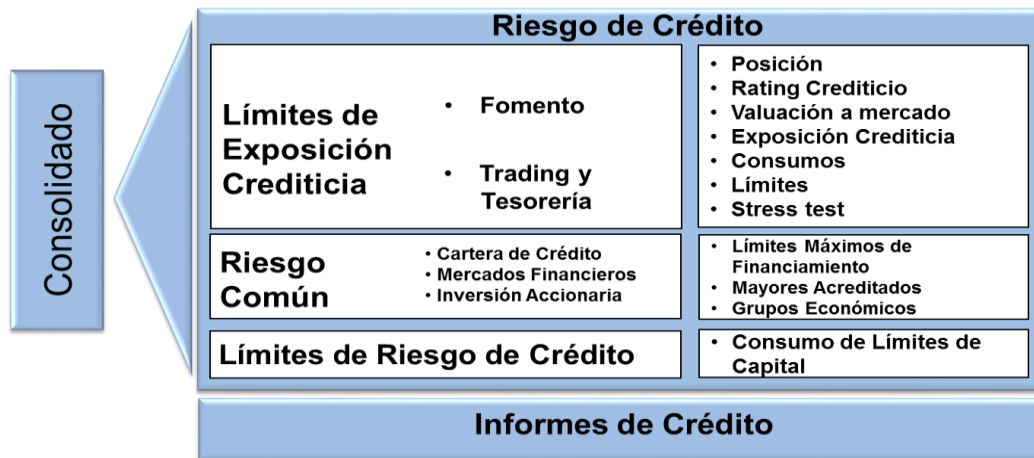 Riesgo de Crédito
Consolidado
Límites de
Exposición
Crediticia
• Fomento
• Trading y
Tesorería
• Posición
• Rating Crediticio
• Valuación a mercado
• Exposición Crediticia
• Consumos
• Límites
• Stress test
Riesgo
Común
• Cartera de Crédito
• Mercados Financieros
• Inversión Accionaria
• Límites Máximos de
Financiamiento
• Mayores Acreditados
• Grupos Económicos
Límites de Riesgo de Crédito
• Consumo de Límites de
Capital
Informes de Crédito